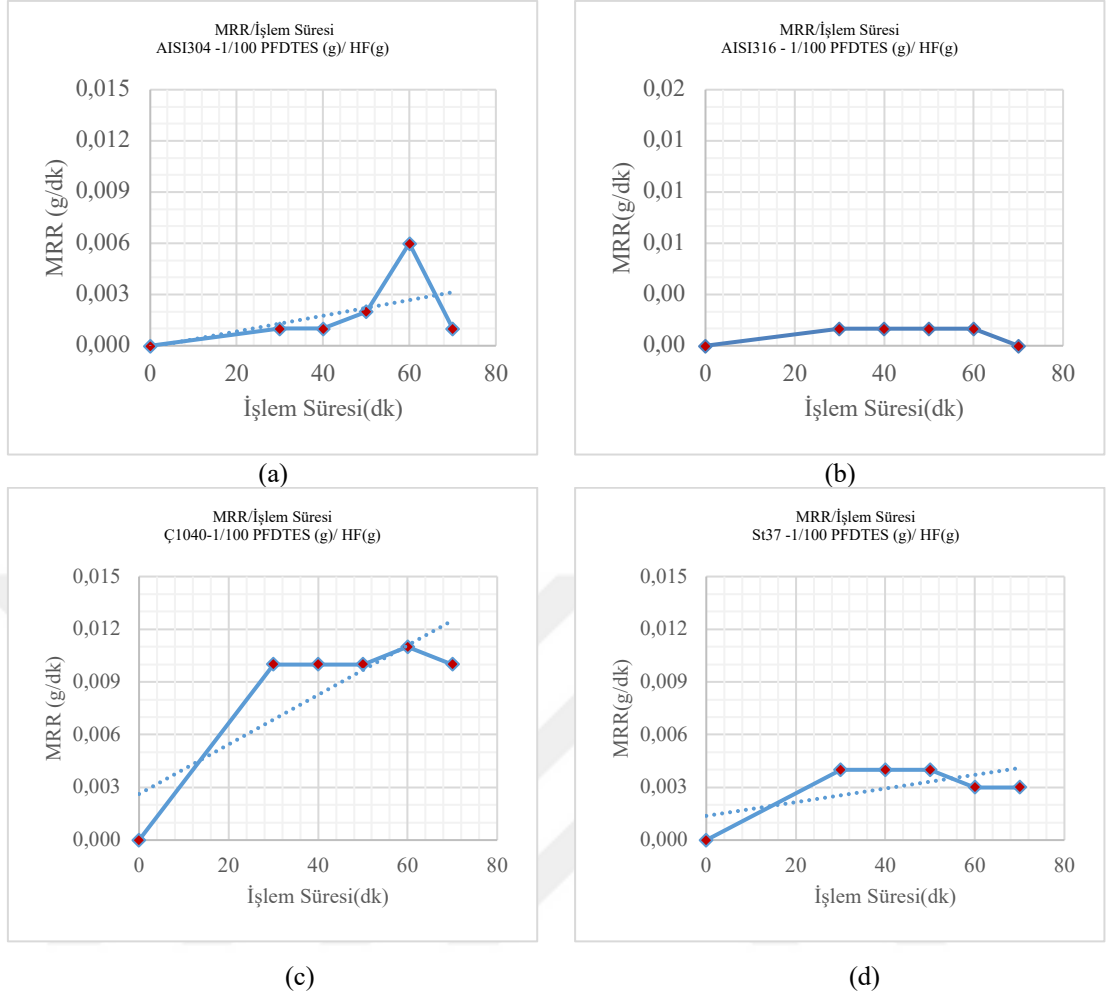 MRR/İşlem Süresi
AISI304 -1/100 PFDTES (g)/ HF(g)
0,015
0,012
0,009
0,006
0,003
0,000
MRR (g/dk)
0 20 40 60 80
İşlem Süresi(dk)
(a)
MRR/İşlem Süresi
AISI316 - 1/100 PFDTES (g)/ HF(g)
0,02
0,01
0,01
0,01
0,00
0,00
MRR(g/dk)
0 20 40 60 80
İşlem Süresi(dk)
(b)
MRR/İşlem Süresi
Ç1040-1/100 PFDTES (g)/ HF(g)
0,015
0,012
0,009
0,006
0,003
0,000
MRR (g/dk)
0 20 40 60 80
İşlem Süresi(dk)
(c)
MRR/İşlem Süresi
St37 -1/100 PFDTES (g)/ HF(g)
0,015
0,012
0,009
0,006
0,003
0,000
MRR(g/dk)
0 20 40 60 80
İşlem Süresi(dk)
(d)